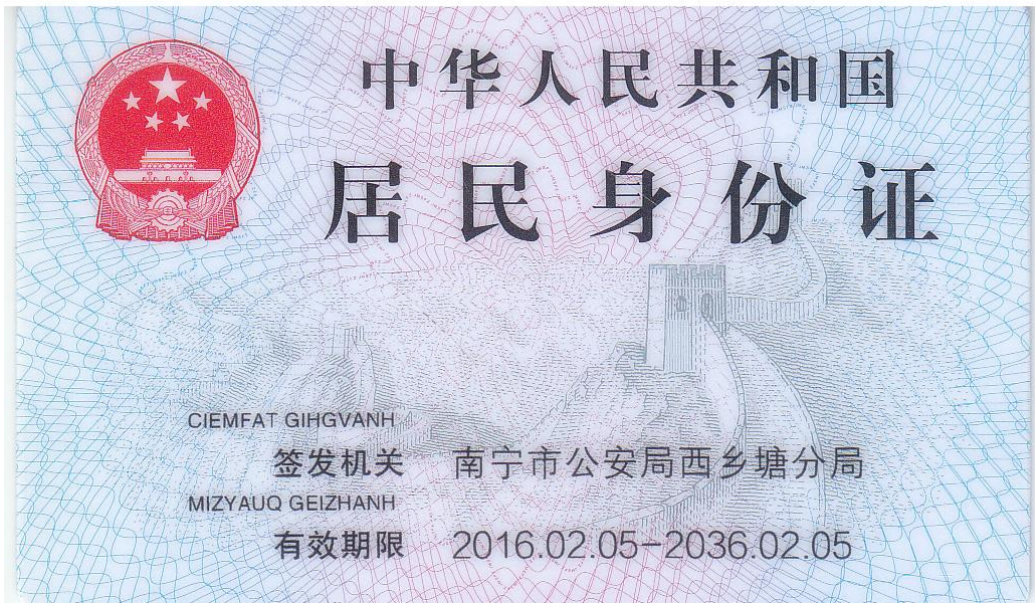 中华人民共和国
居民身份证
CIEMFAT GIHGVANH
签发机关 南宁市公安局西乡塘分局
MIZYAUQ GEIZHANH
有效期限 2016.02.05-2036.02.05